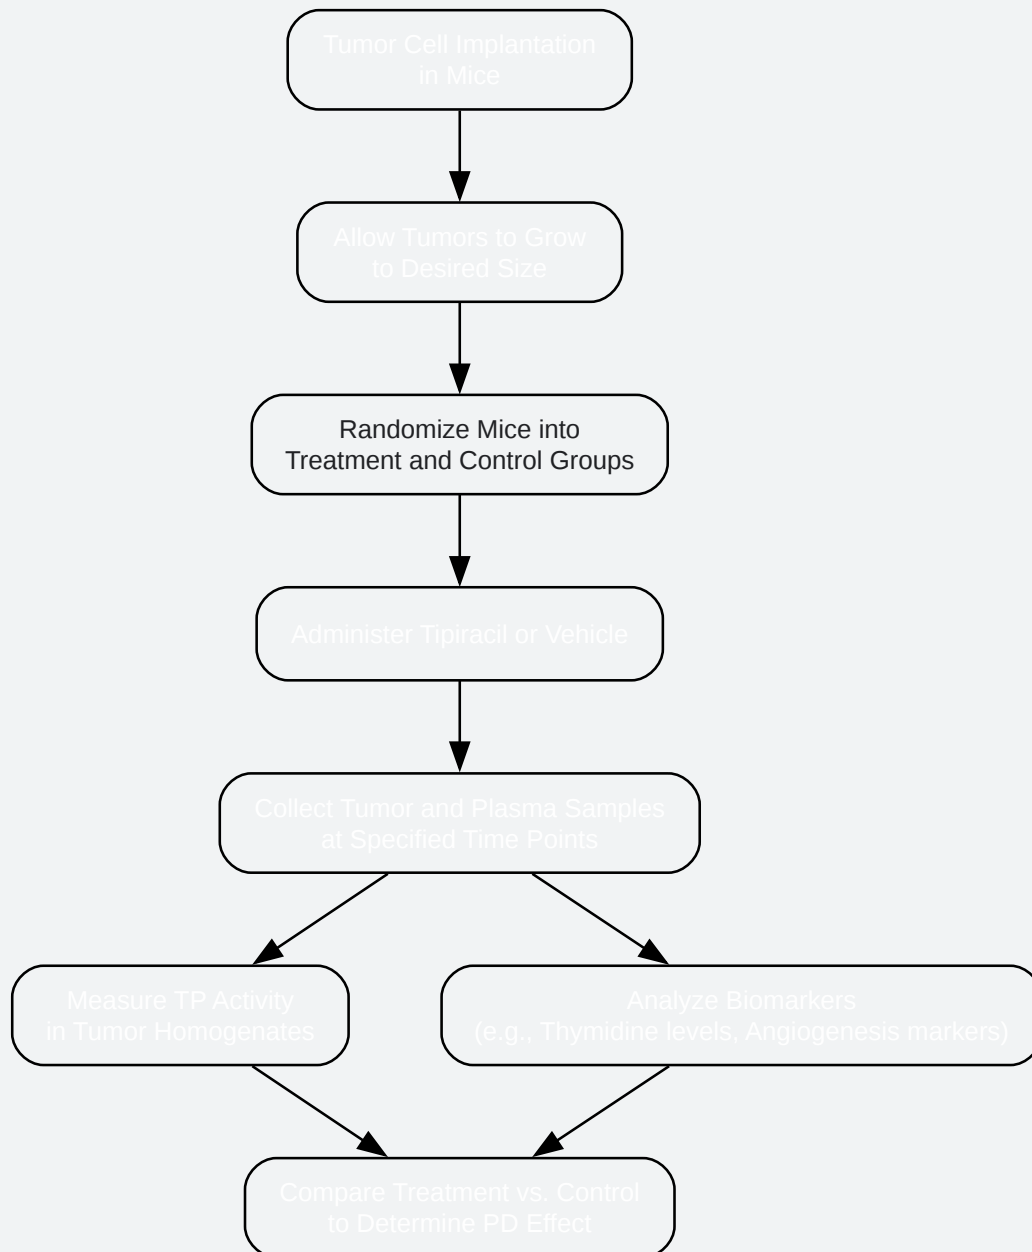 Tumor Cell Implantation
in Mice
Allow Tumors to Grow
to Desired Size
Randomize Mice into
Treatment and Control Groups
Administer Tipiracil or Vehicle
Collect Tumor and Plasma Samples
at Specified Time Points
Measure TP Activity
in Tumor Homogenates
Analyze Biomarkers
(e.g., Thymidine levels, Angiogenesis markers)
Compare Treatment vs. Control
to Determine PD Effect